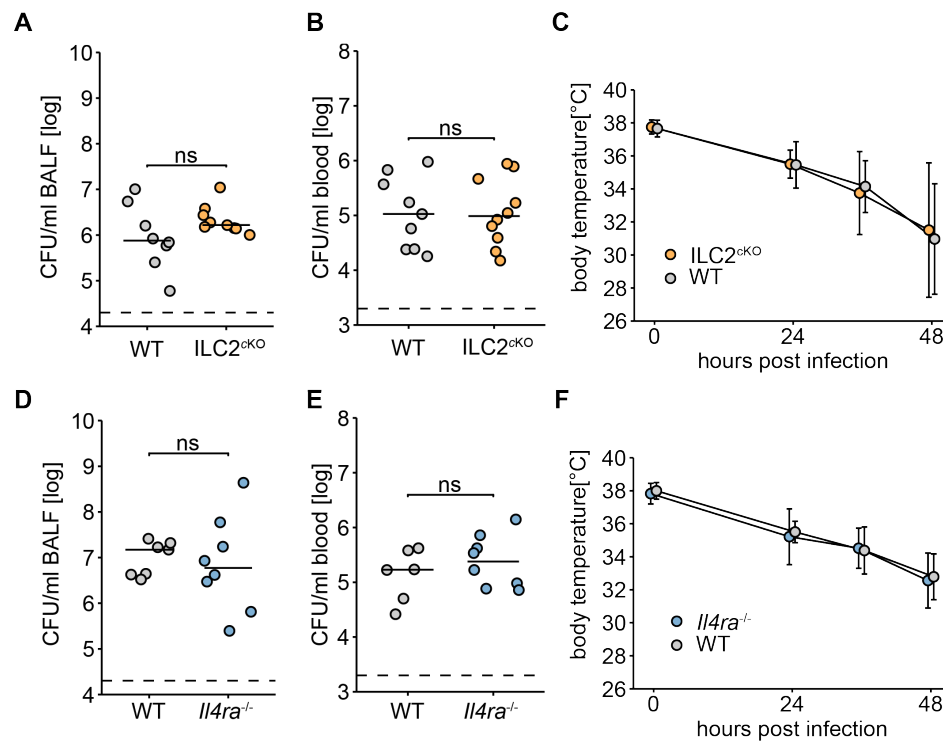 A
CFU/ml BALF [log]
10
9
8
7
6
5
4
ns
WT
ILC2cKO
B
CFU/ml blood [log]
8
7
6
5
4
3
ns
WT
ILC2cKO
C
body temperature[°C]
40
38
36
34
32
30
28
26
ILC2cKO
WT
0
24
48
hours post infection
D
CFU/ml BALF [log]
10
9
8
7
6
5
4
ns
WT
Il4ra-/-
E
CFU/ml blood [log]
8
7
6
5
4
3
ns
WT
Il4ra-/-
F
body temperature[°C]
40
38
36
34
32
30
28
26
Il4ra-/-
WT
0
24
48
hours post infection